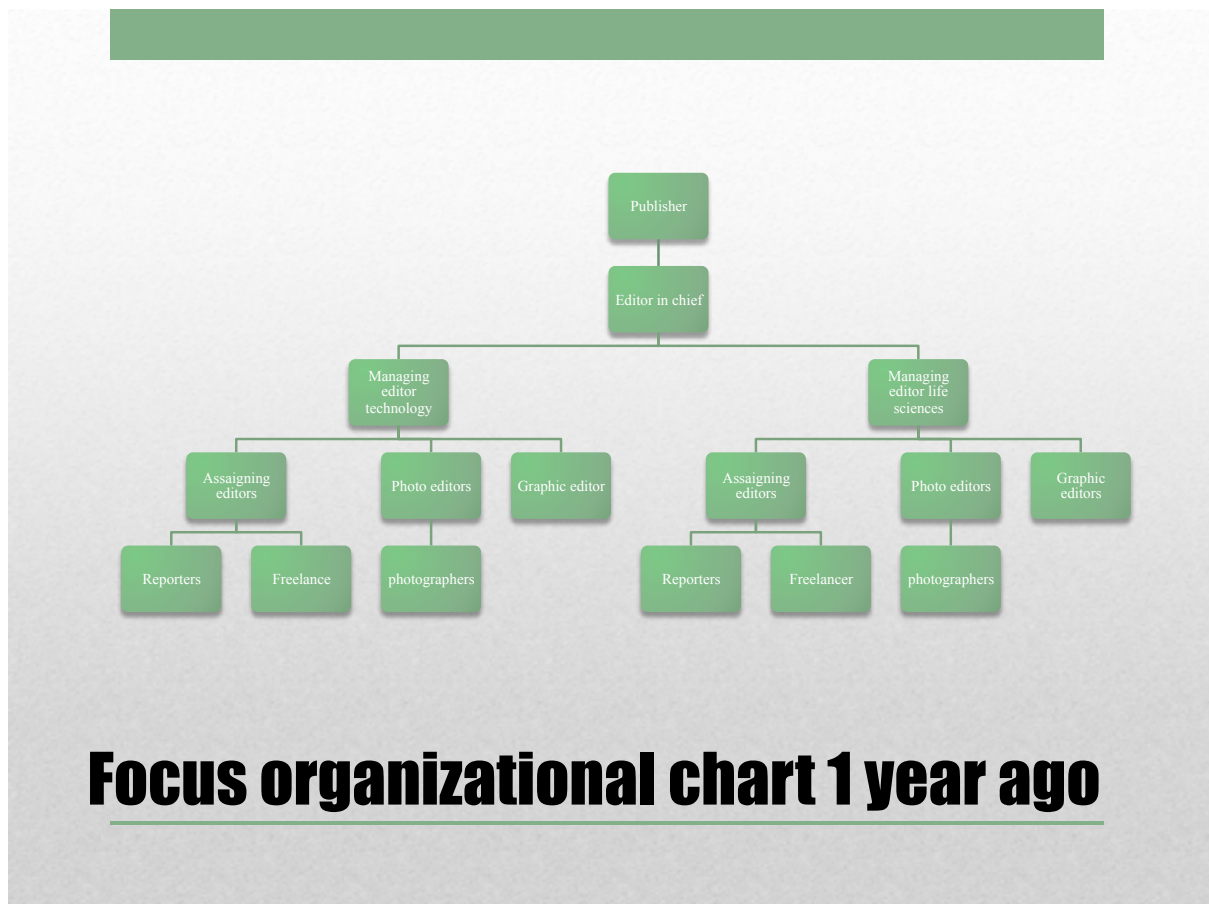 Publisher
Editor in chief
Managing
editor
technology
Managing
editor life
sciences
Assaigning
editors
Photo editors
Graphic editor
Assaigning
editors
Photo editors
Graphic
editors
Reporters
Freelance
photographers
Reporters
Freelancer
photographers
Focus organizational chart 1 year ago